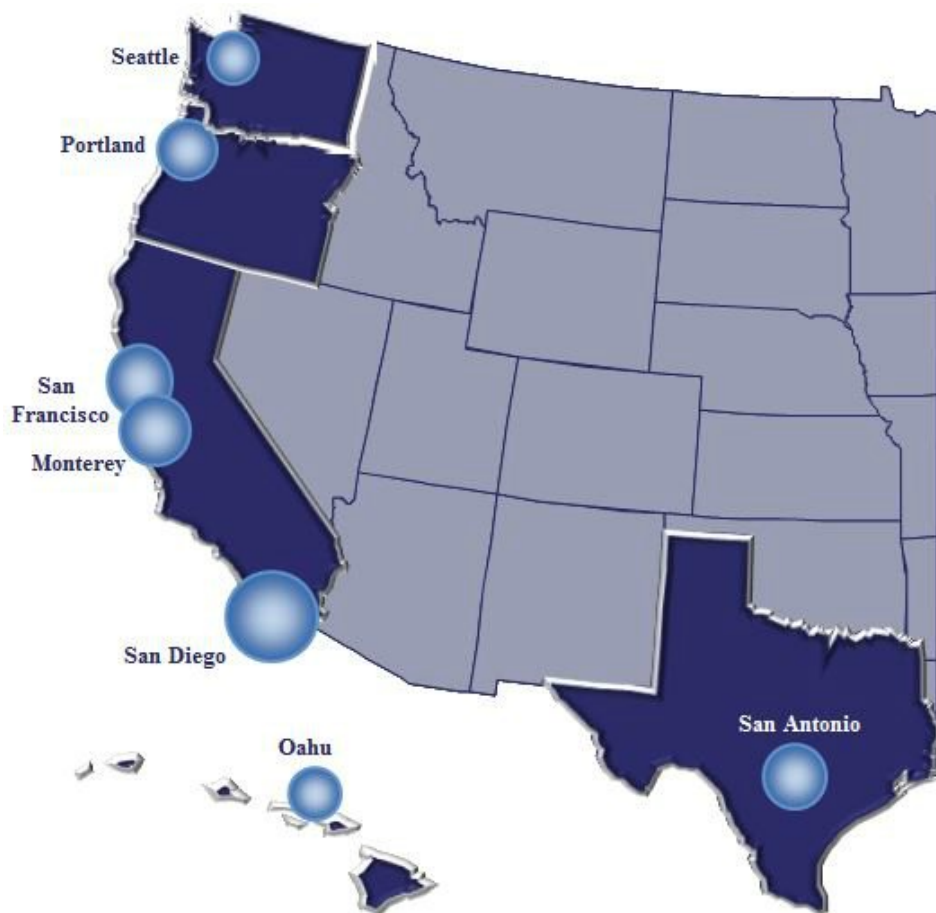 Seattle
Portland
San
Francisco
Monterey
San Diego
San Antonio
Oahu